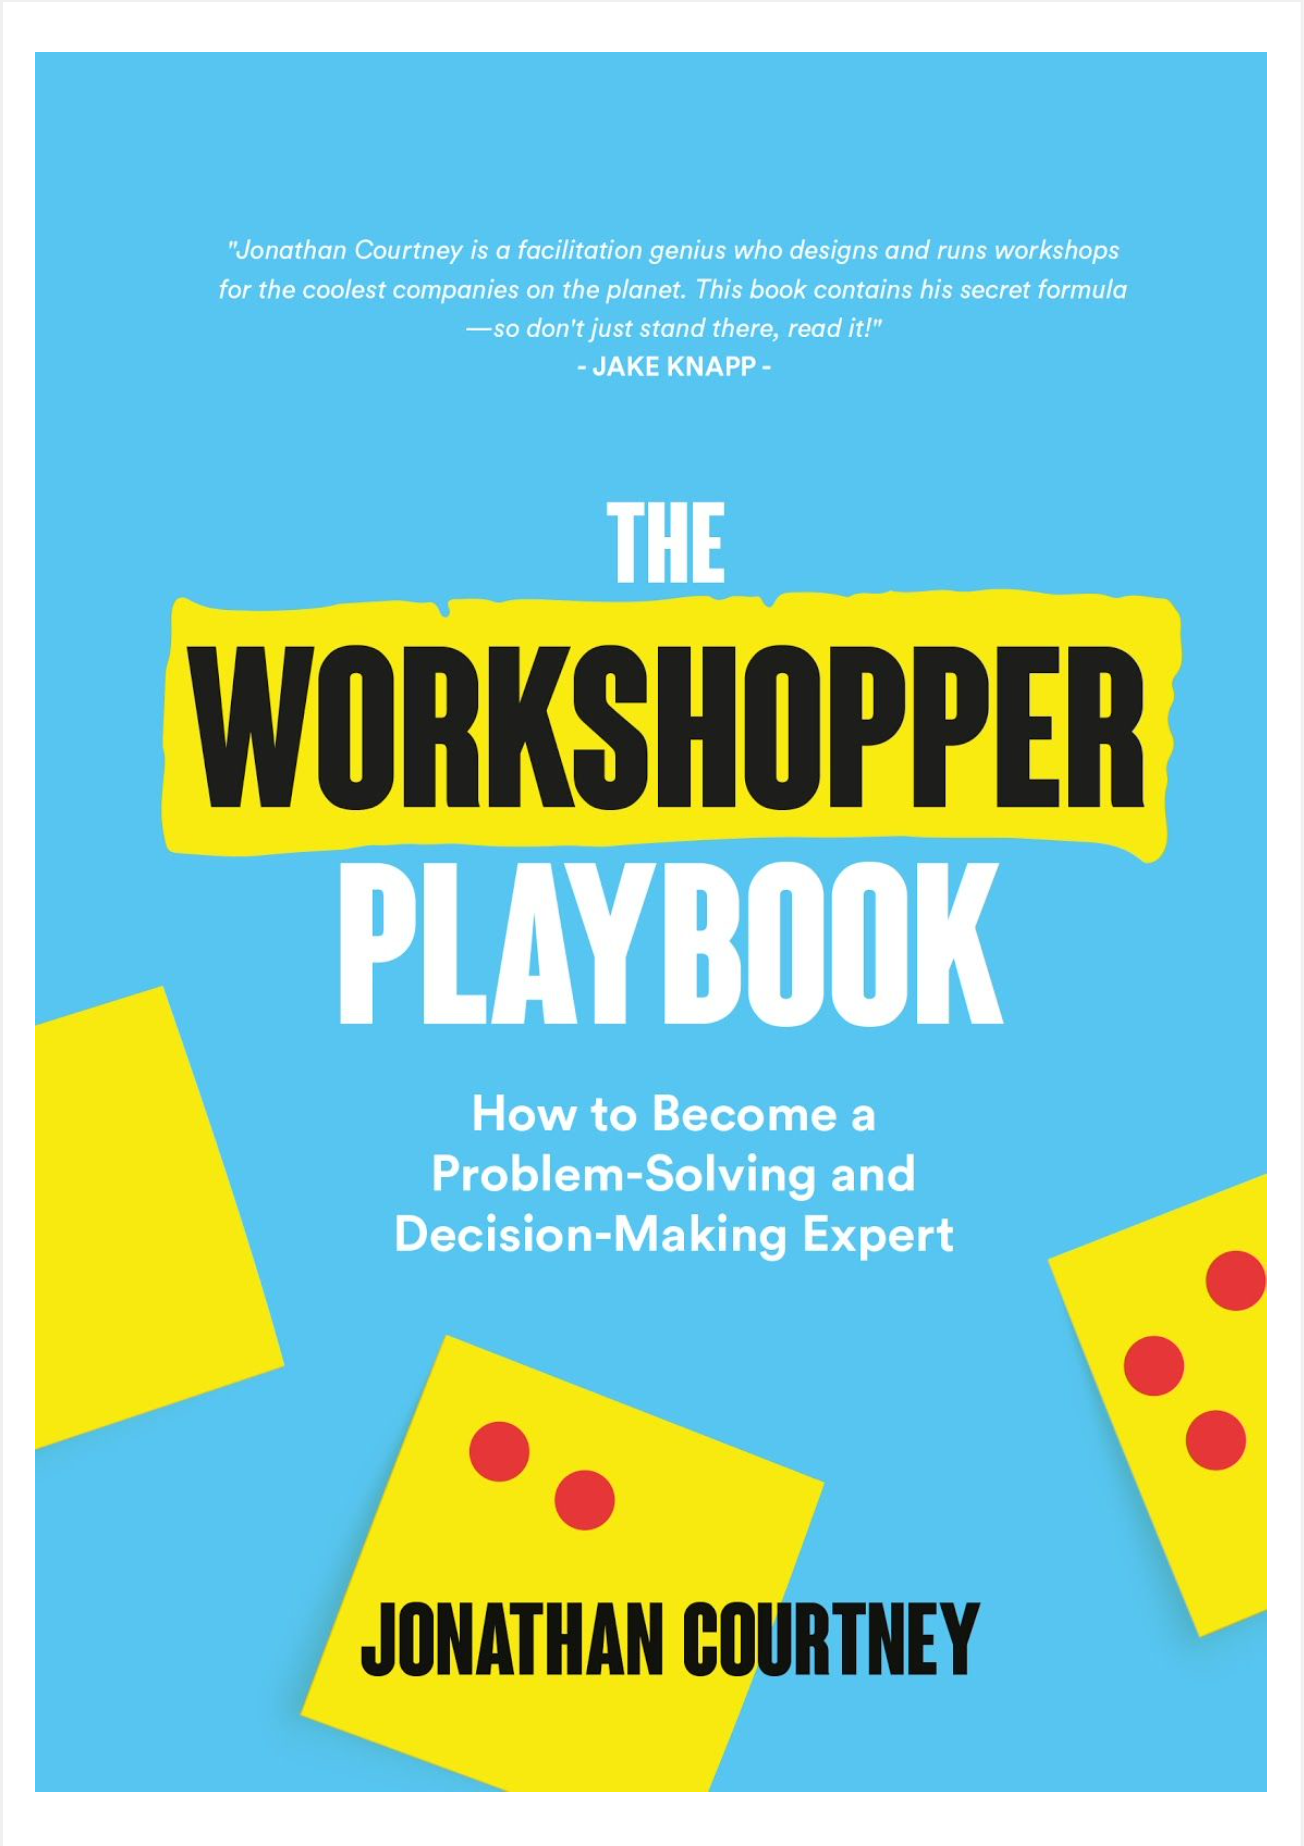 "Jonathan Courtney is a facilitation genius who designs and runs workshops
for the coolest companies on the planet. This book contains his secret formula
—so don't just stand there, read it!"
- JAKE KNAPP -
THE
WORKSHOPPER
PLAYBOOK
How to Become a
Problem-Solving and
Decision-Making Expert
JONATHAN COURTNEY